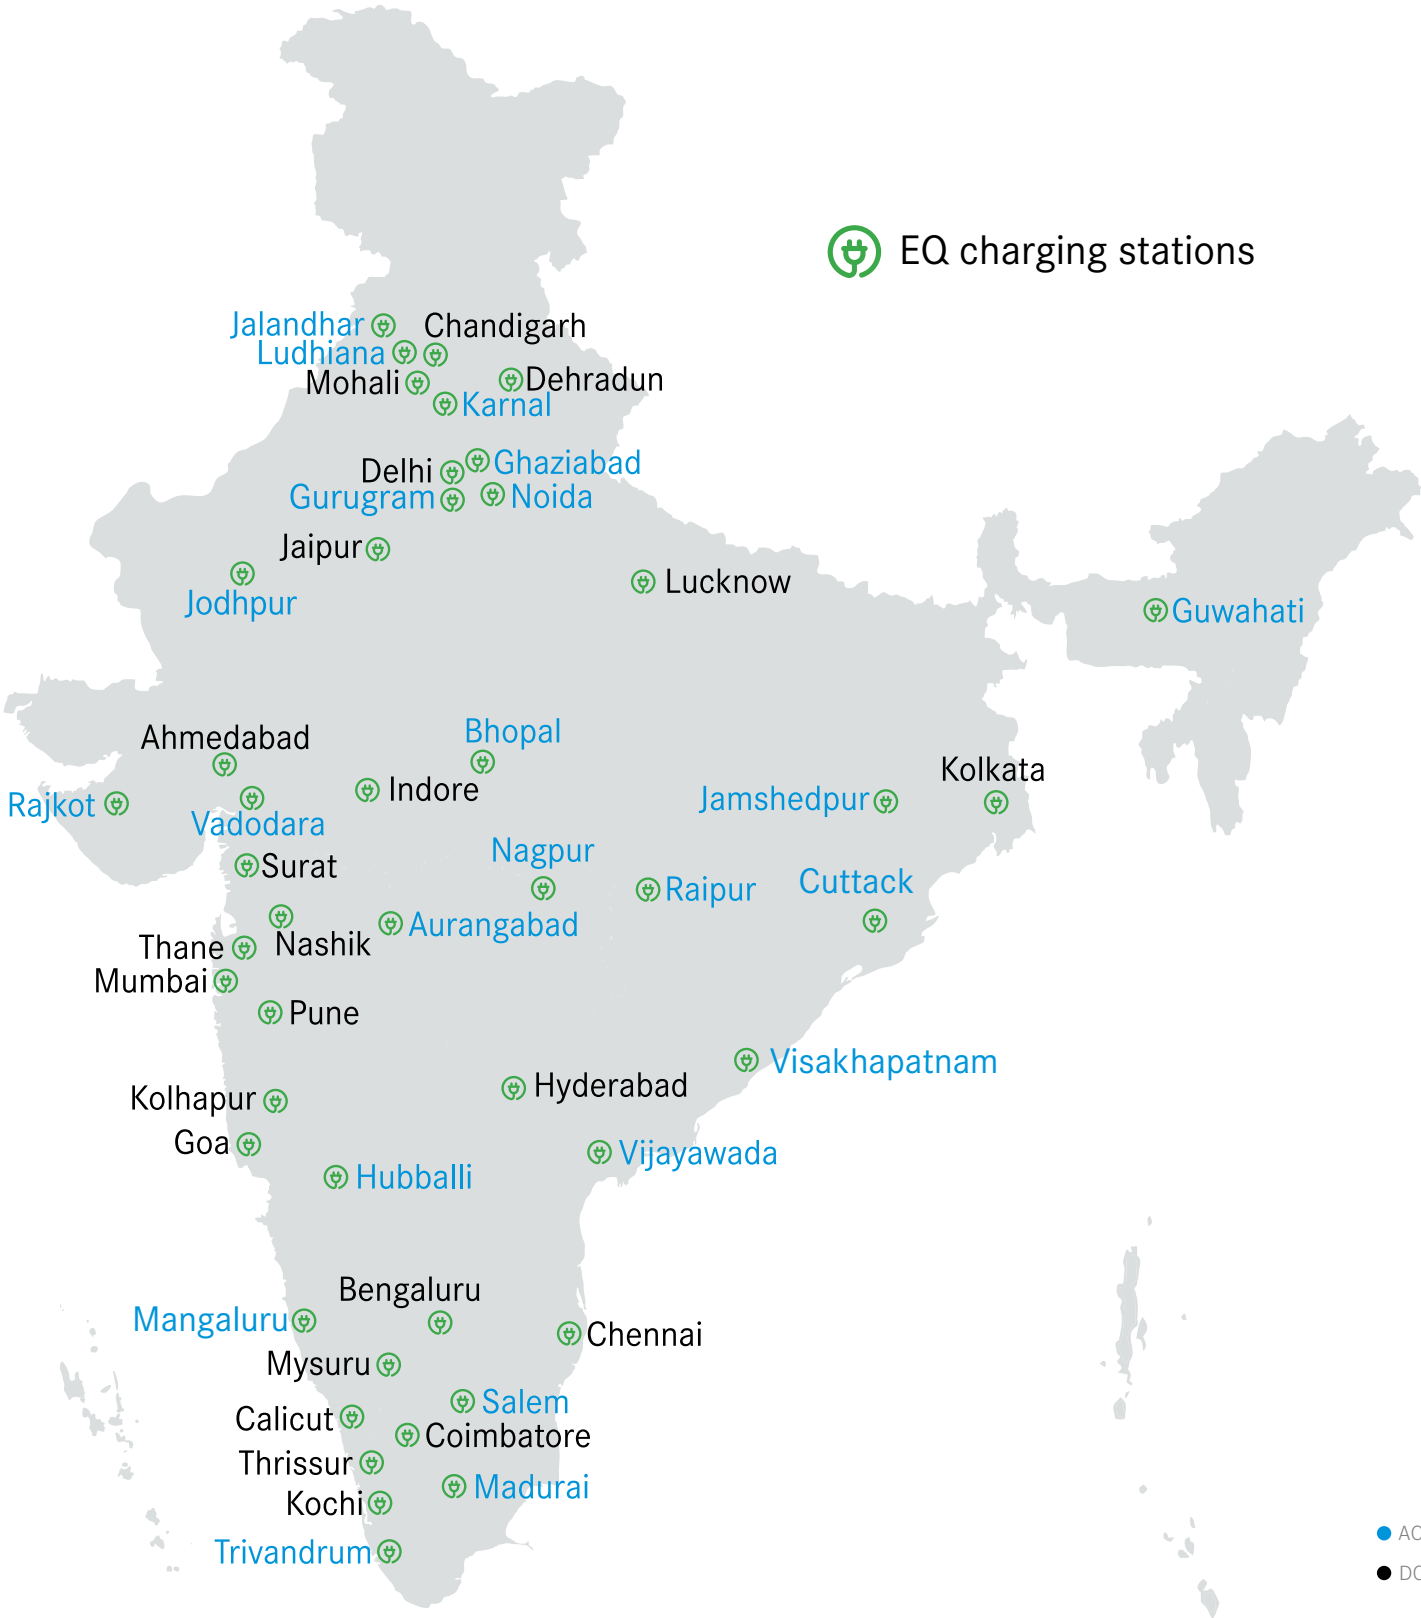 EQ charging stations
Jalandhar
Chandigarh
Ludhiana
Mohali
Dehradun
Karnal
Delhi
Ghaziabad
Gurugram
Noida
Jaipur
Jodhpur
Lucknow
Guwahati
Ahmedabad
Bhopal
Rajkot
Indore
Kolkata
Jamshedpur
Vadodara
Surat
Nagpur
Raipur
Cuttack
Aurangabad
Nashik
Thane
Mumbai
Pune
Visakhapatnam
Hyderabad
Kolhapur
Goa
Vijayawada
Hubballi
Bengaluru
Mangaluru
Chennai
Mysuru
Salem
Calicut
Coimbatore
Thrissur
Madurai
Kochi
Trivandrum
AC
DC